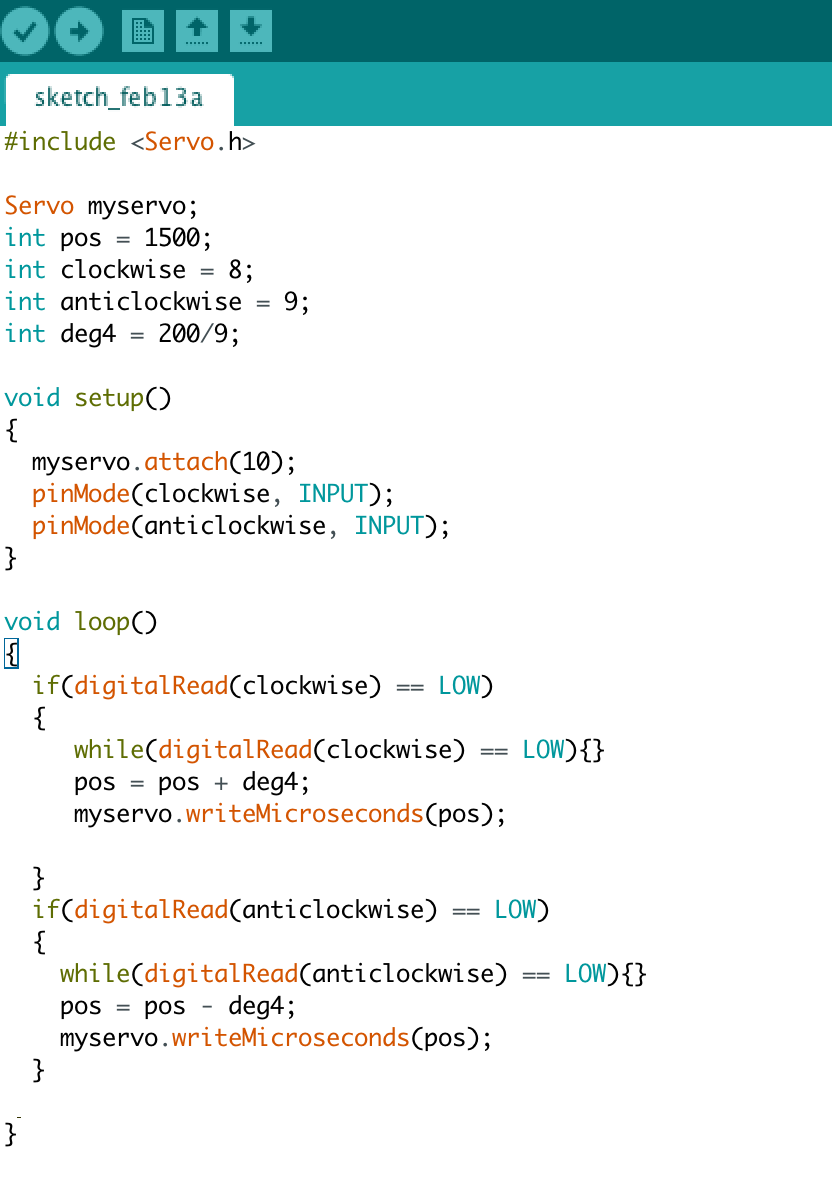 sketch_feb13a
#include <Servo.h>
Servo myservo;
int pos = 1500;
int clockwise = 8;
int anticlockwise = 9;
int deg4 = 200/9;
void setup()
{
  myservo.attach(10);
  pinMode(clockwise, INPUT);
  pinMode(anticlockwise, INPUT);
}
void loop()
{
  if(digitalRead(clockwise) == LOW)
  {
     while(digitalRead(clockwise) == LOW){}
     pos = pos + deg4;
     myservo.writeMicroseconds(pos);
  }
  if(digitalRead(anticlockwise) == LOW)
  {
    while(digitalRead(anticlockwise) == LOW){}
    pos = pos - deg4;
    myservo.writeMicroseconds(pos);
  }
}